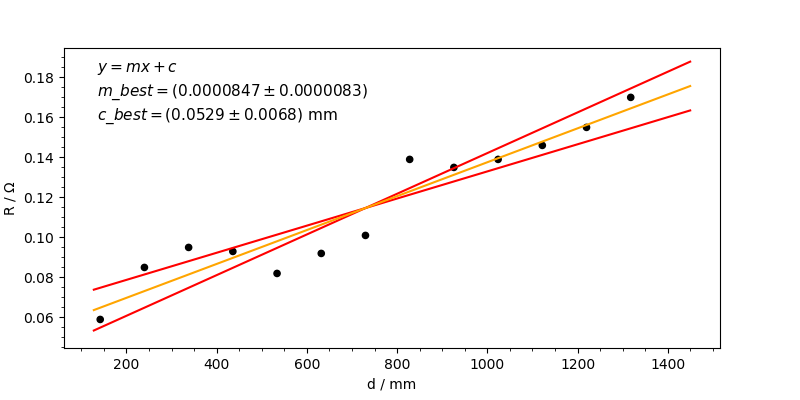 y = mx + c
m_best = (0.0000847 ± 0.0000083)
c_best = (0.0529 ± 0.0068) mm
0.18
0.16
0.14
0.12
0.10
0.08
0.06
R / Ω
200 400 600 800 1000 1200 1400
d / mm